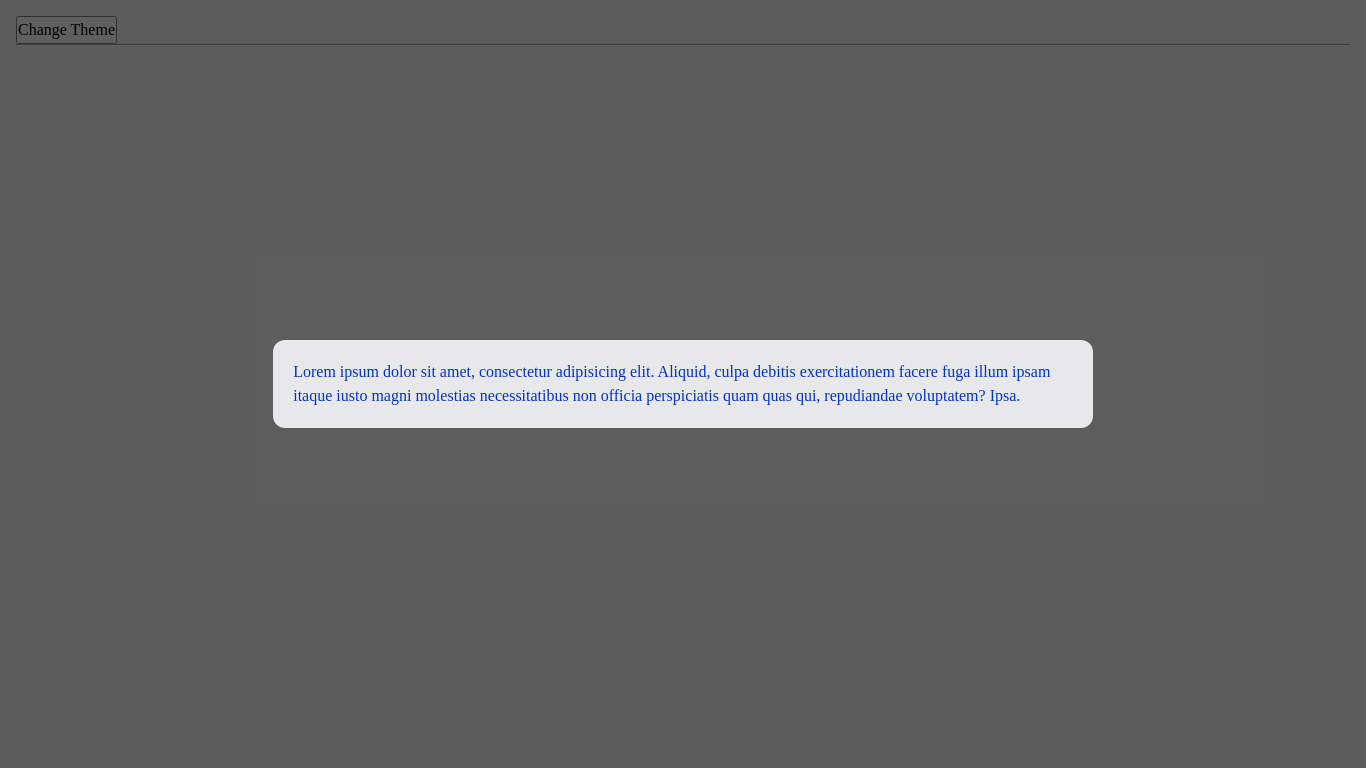 Change Theme
Lorem ipsum dolor sit amet, consectetur adipisicing elit. Aliquid, culpa debitis exercitationem facere fuga illum ipsam
itaque iusto magni molestias necessitatibus non officia perspiciatis quam quas qui, repudiandae voluptatem? Ipsa.